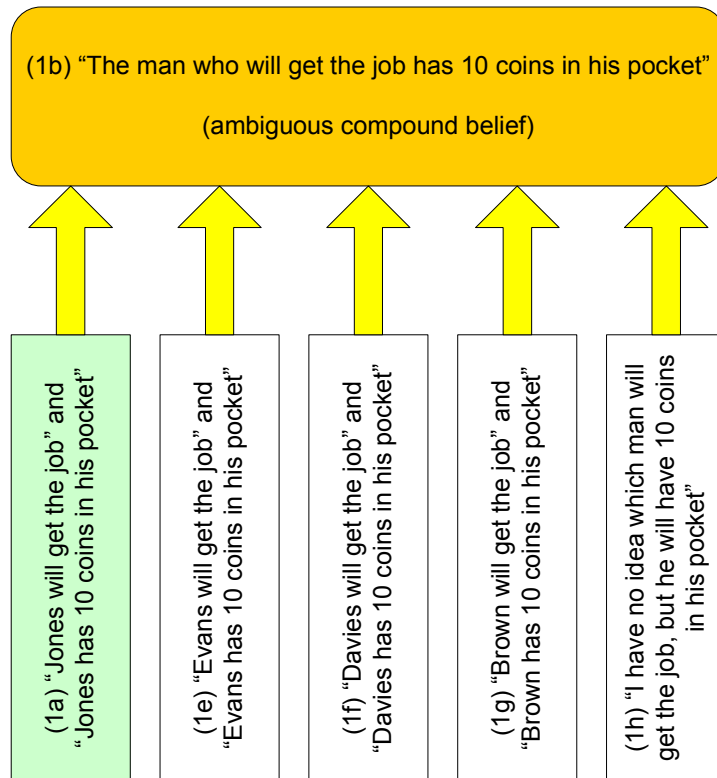 (1b) “The man who will get the job has 10 coins in his pocket”
(ambiguous compound belief)
(1a) “Jones will get the job” and
“Jones has 10 coins in his pocket”
(1e) “Evans will get the job” and
“Evans has 10 coins in his pocket”
(1f) “Davies will get the job” and
“Davies has 10 coins in his pocket”
(1g) “Brown will get the job” and
“Brown has 10 coins in his pocket”
(1h) “I have no idea which man will
get the job, but he will have 10 coins
in his pocket”